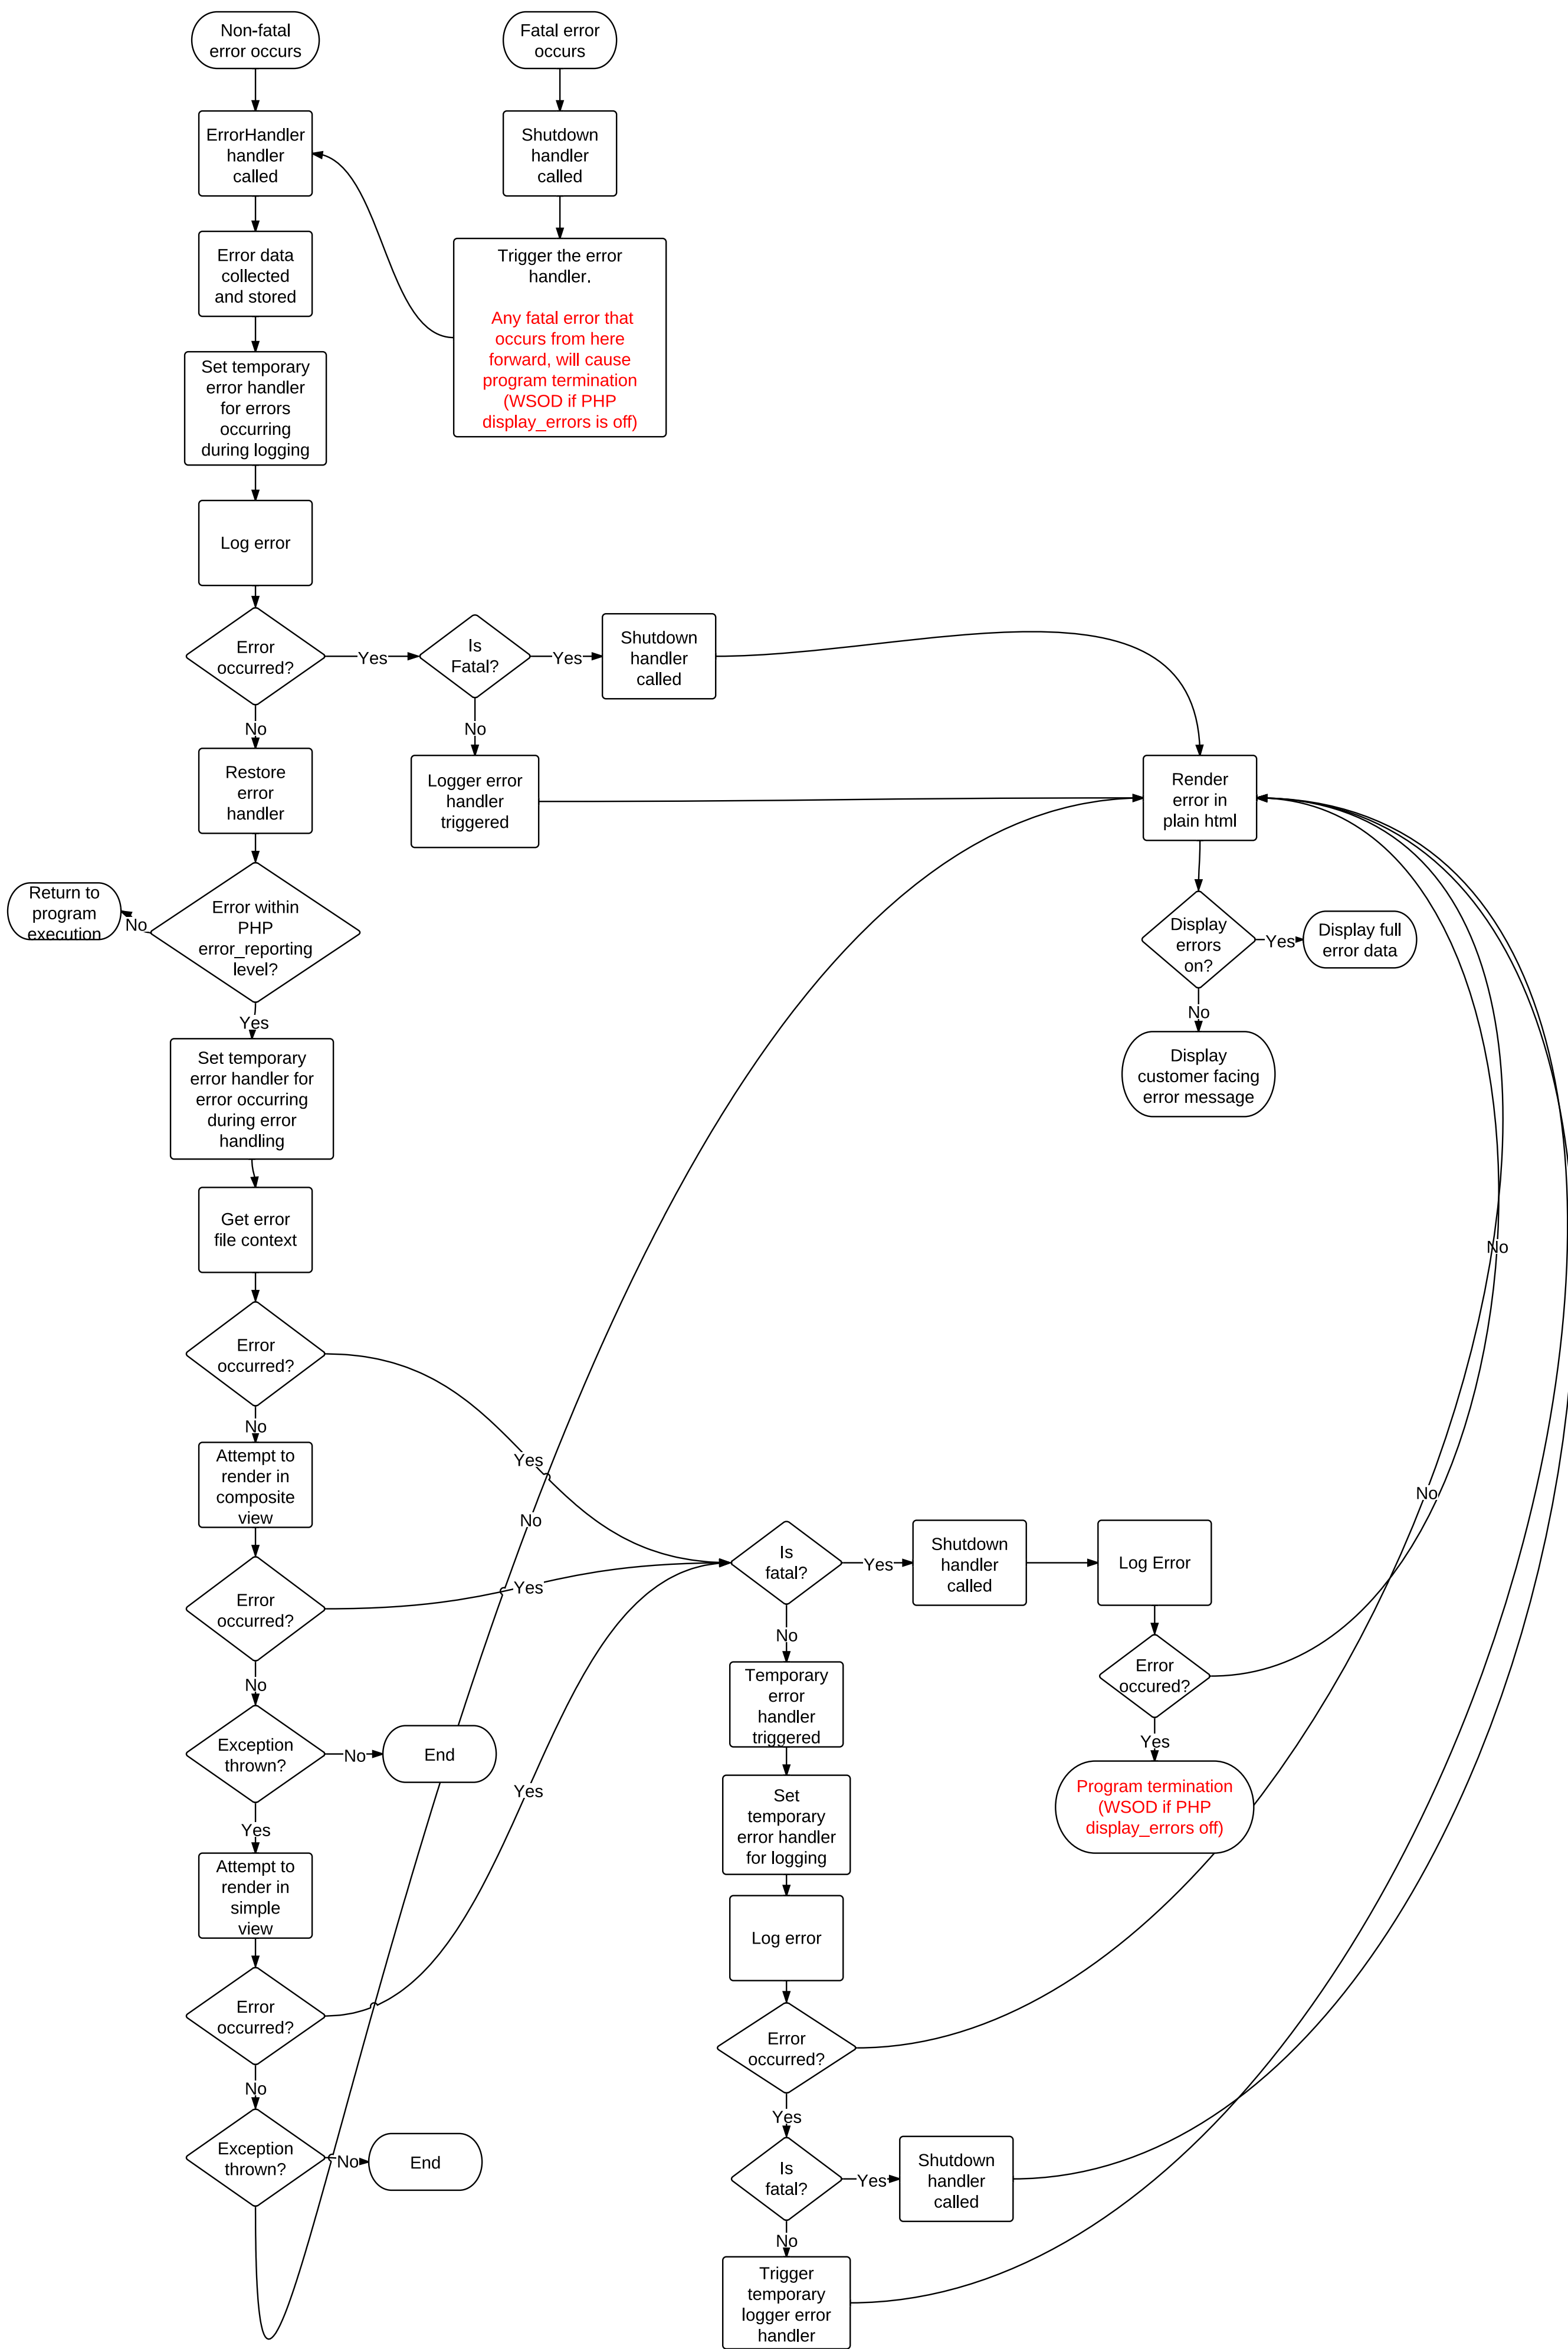 Non-fatal
error occurs
Fatal error
occurs
ErrorHandler
handler
called
Shutdown
handler
called
Error data
collected
and stored
Trigger the error
handler.
Any fatal error that
occurs from here
forward, will cause
program termination
(WSOD if PHP
display_errors is off)
Set temporary
error handler
for errors
occurring
during logging
Log error
Error
occurred?
Yes
Is
Fatal?
Yes
Shutdown
handler
called
No
No
Restore
error
handler
Logger error
handler
triggered
Render
error in
plain html
Return to
program
execution
No
Error within
PHP
error_reporting
level?
Display
errors
on?
Yes
Display full
error data
No
Yes
Display
customer facing
error message
Set temporary
error handler for
error occurring
during error
handling
Get error
file context
No
Error
occurred?
No
Yes
Attempt to
render in
composite
view
No
No
Error
occurred?
Yes
Is
fatal?
Yes
Shutdown
handler
called
Log Error
No
No
Temporary
error
handler
triggered
Error
occured?
Exception
thrown?
No
End
Yes
Yes
Program termination
(WSOD if PHP
display_errors off)
Set
temporary
error handler
for logging
Yes
Attempt to
render in
simple
view
Log error
Error
occurred?
Error
occurred?
No
Yes
Exception
thrown?
No
End
Is
fatal?
Yes
Shutdown
handler
called
No
Trigger
temporary
logger error
handler